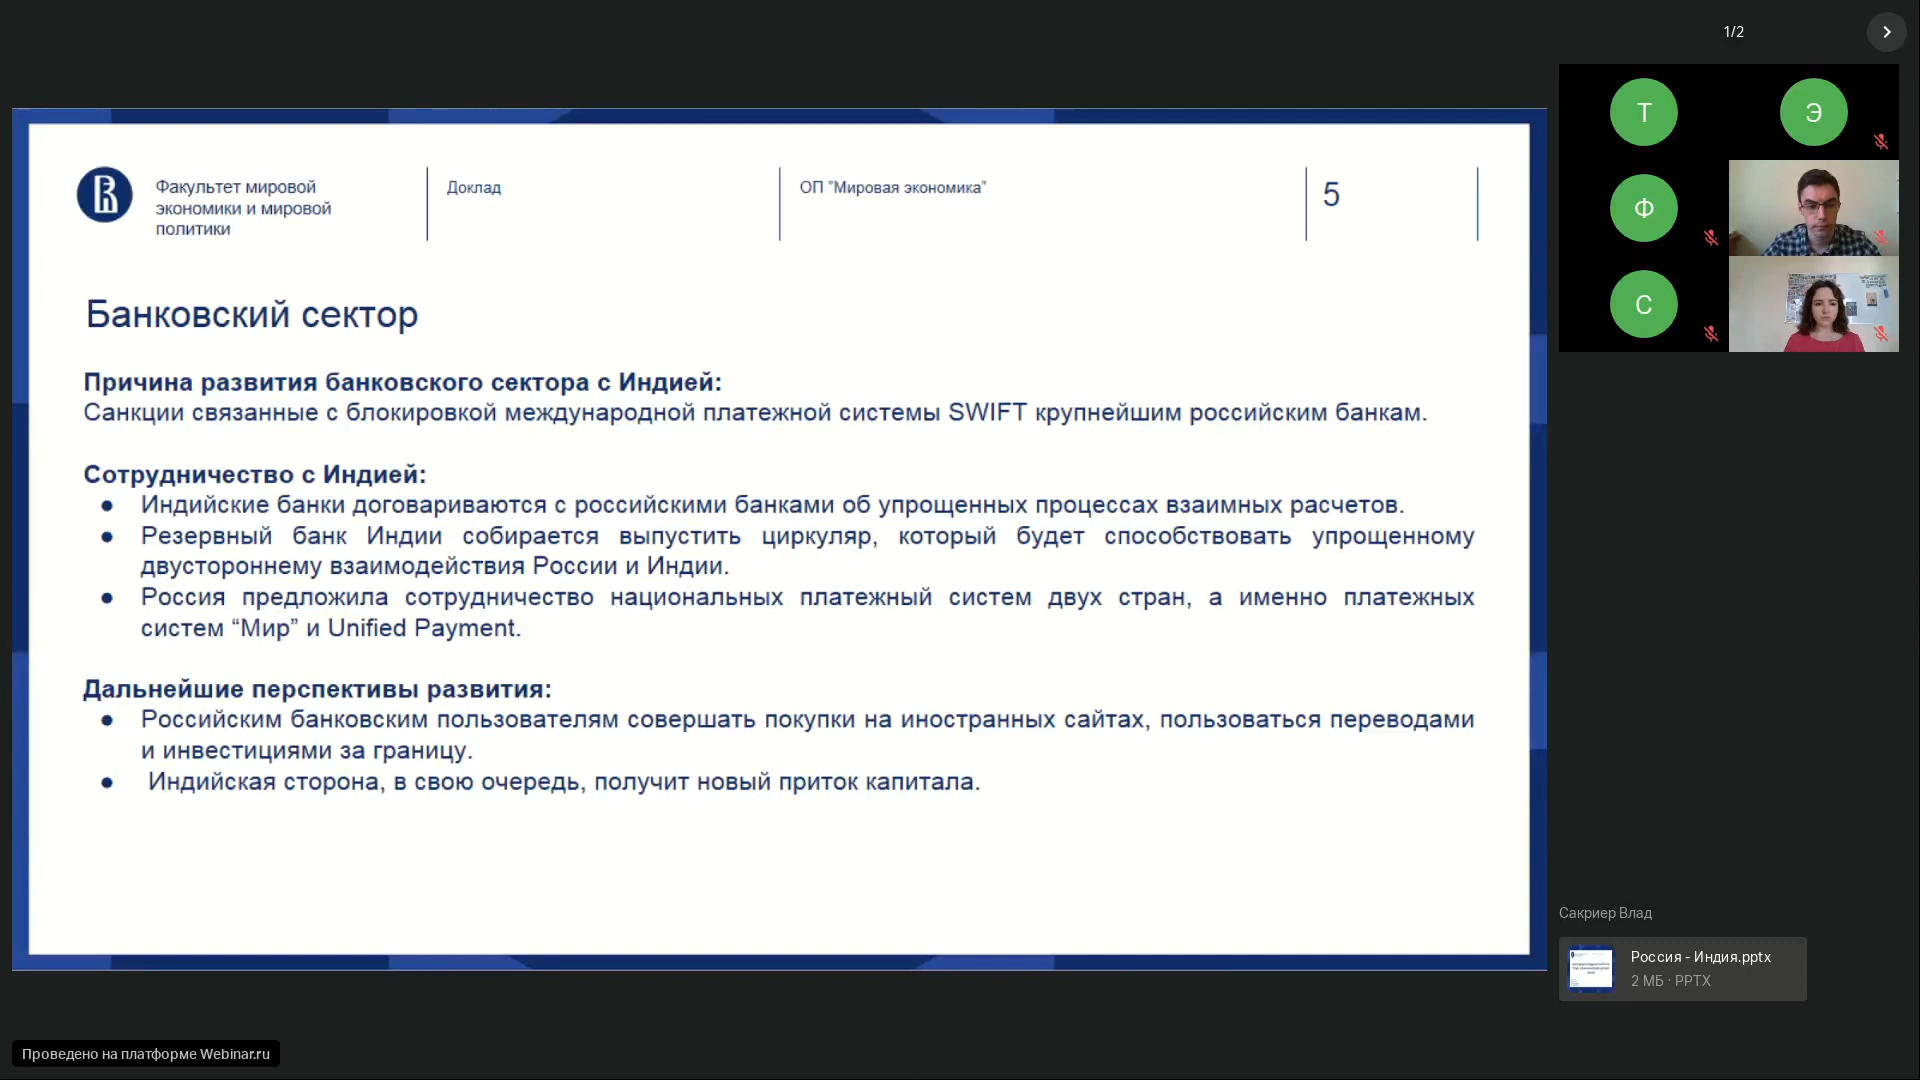 1/2
Т
Э
Ф
С
Факультет мировой
экономики и мировой
политики
Доклад
ОП "Мировая экономика"
5
Банковский сектор
Причина развития банковского сектора с Индией:
Санкции связанные с блокировкой международной платежной системы SWIFT крупнейшим российским банкам.
Сотрудничество с Индией:
● Индийские банки договариваются с российскими банками об упрощенных процессах взаимных расчетов.
● Резервный банк Индии собирается выпустить циркуляр, который будет способствовать упрощенному
двустороннему взаимодействия России и Индии.
● Россия предложила сотрудничество национальных платежный систем двух стран, а именно платежных
систем “Мир” и Unified Payment.
Дальнейшие перспективы развития:
● Российским банковским пользователям совершать покупки на иностранных сайтах, пользоваться переводами
и инвестициями за границу.
● Индийская сторона, в свою очередь, получит новый приток капитала.
Сакриер Влад
Россия - Индия.pptx
2 МБ · PPTX
Проведено на платформе Webinar.ru